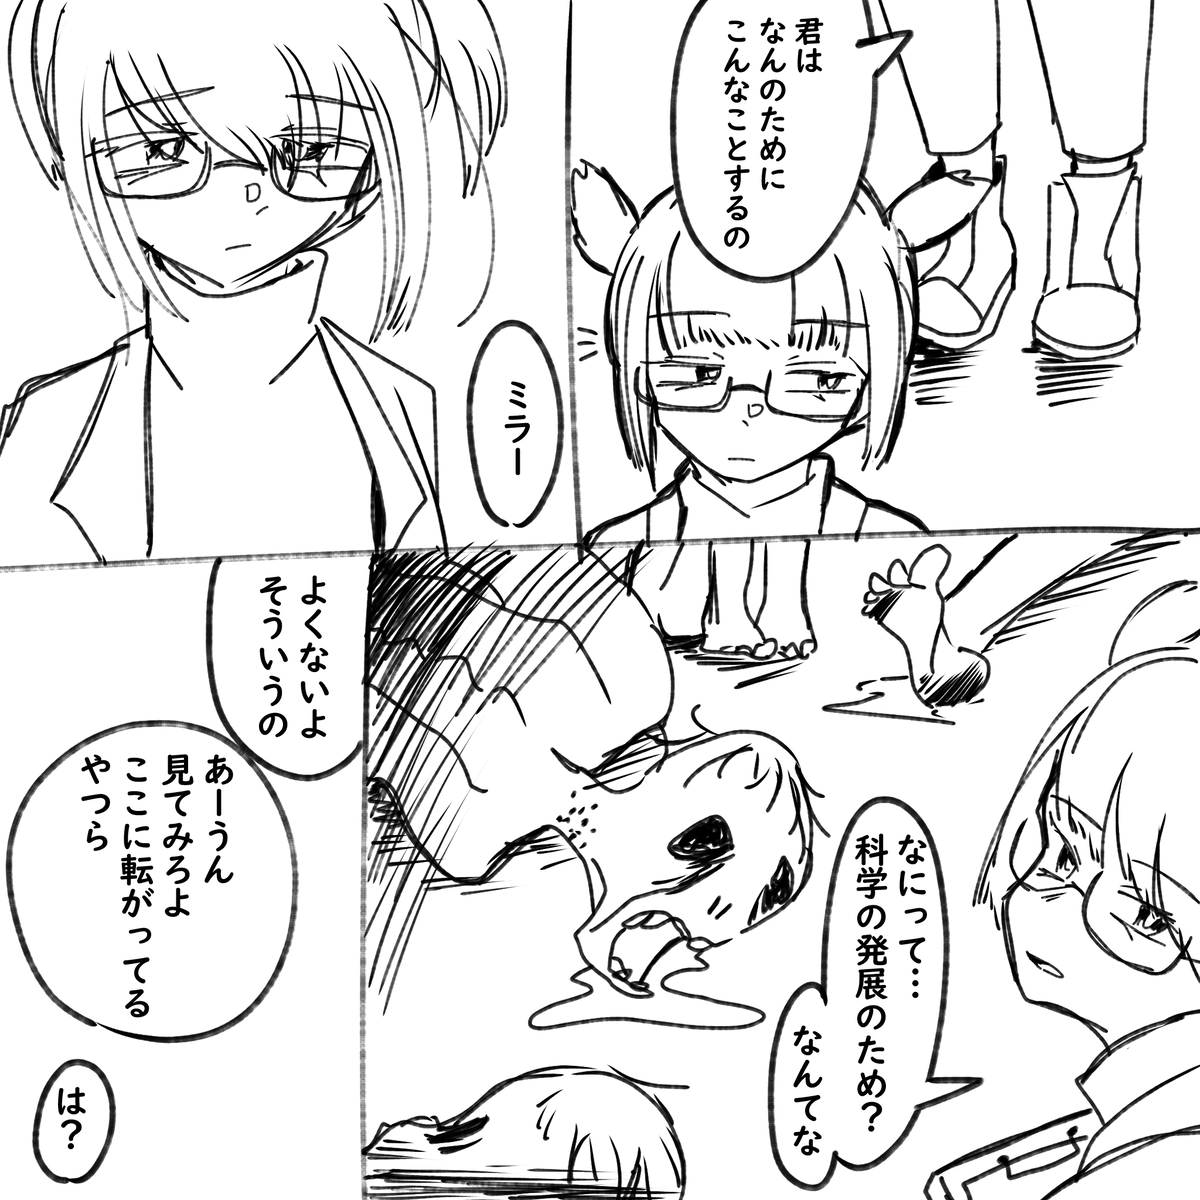 君は
なんのために
こんなことするの
ミラー
なにって…
科学の発展のため？
なんてな
よくないよ
そういうの
あーうん
見てみろよ
ここに転がってる
やつら
は？